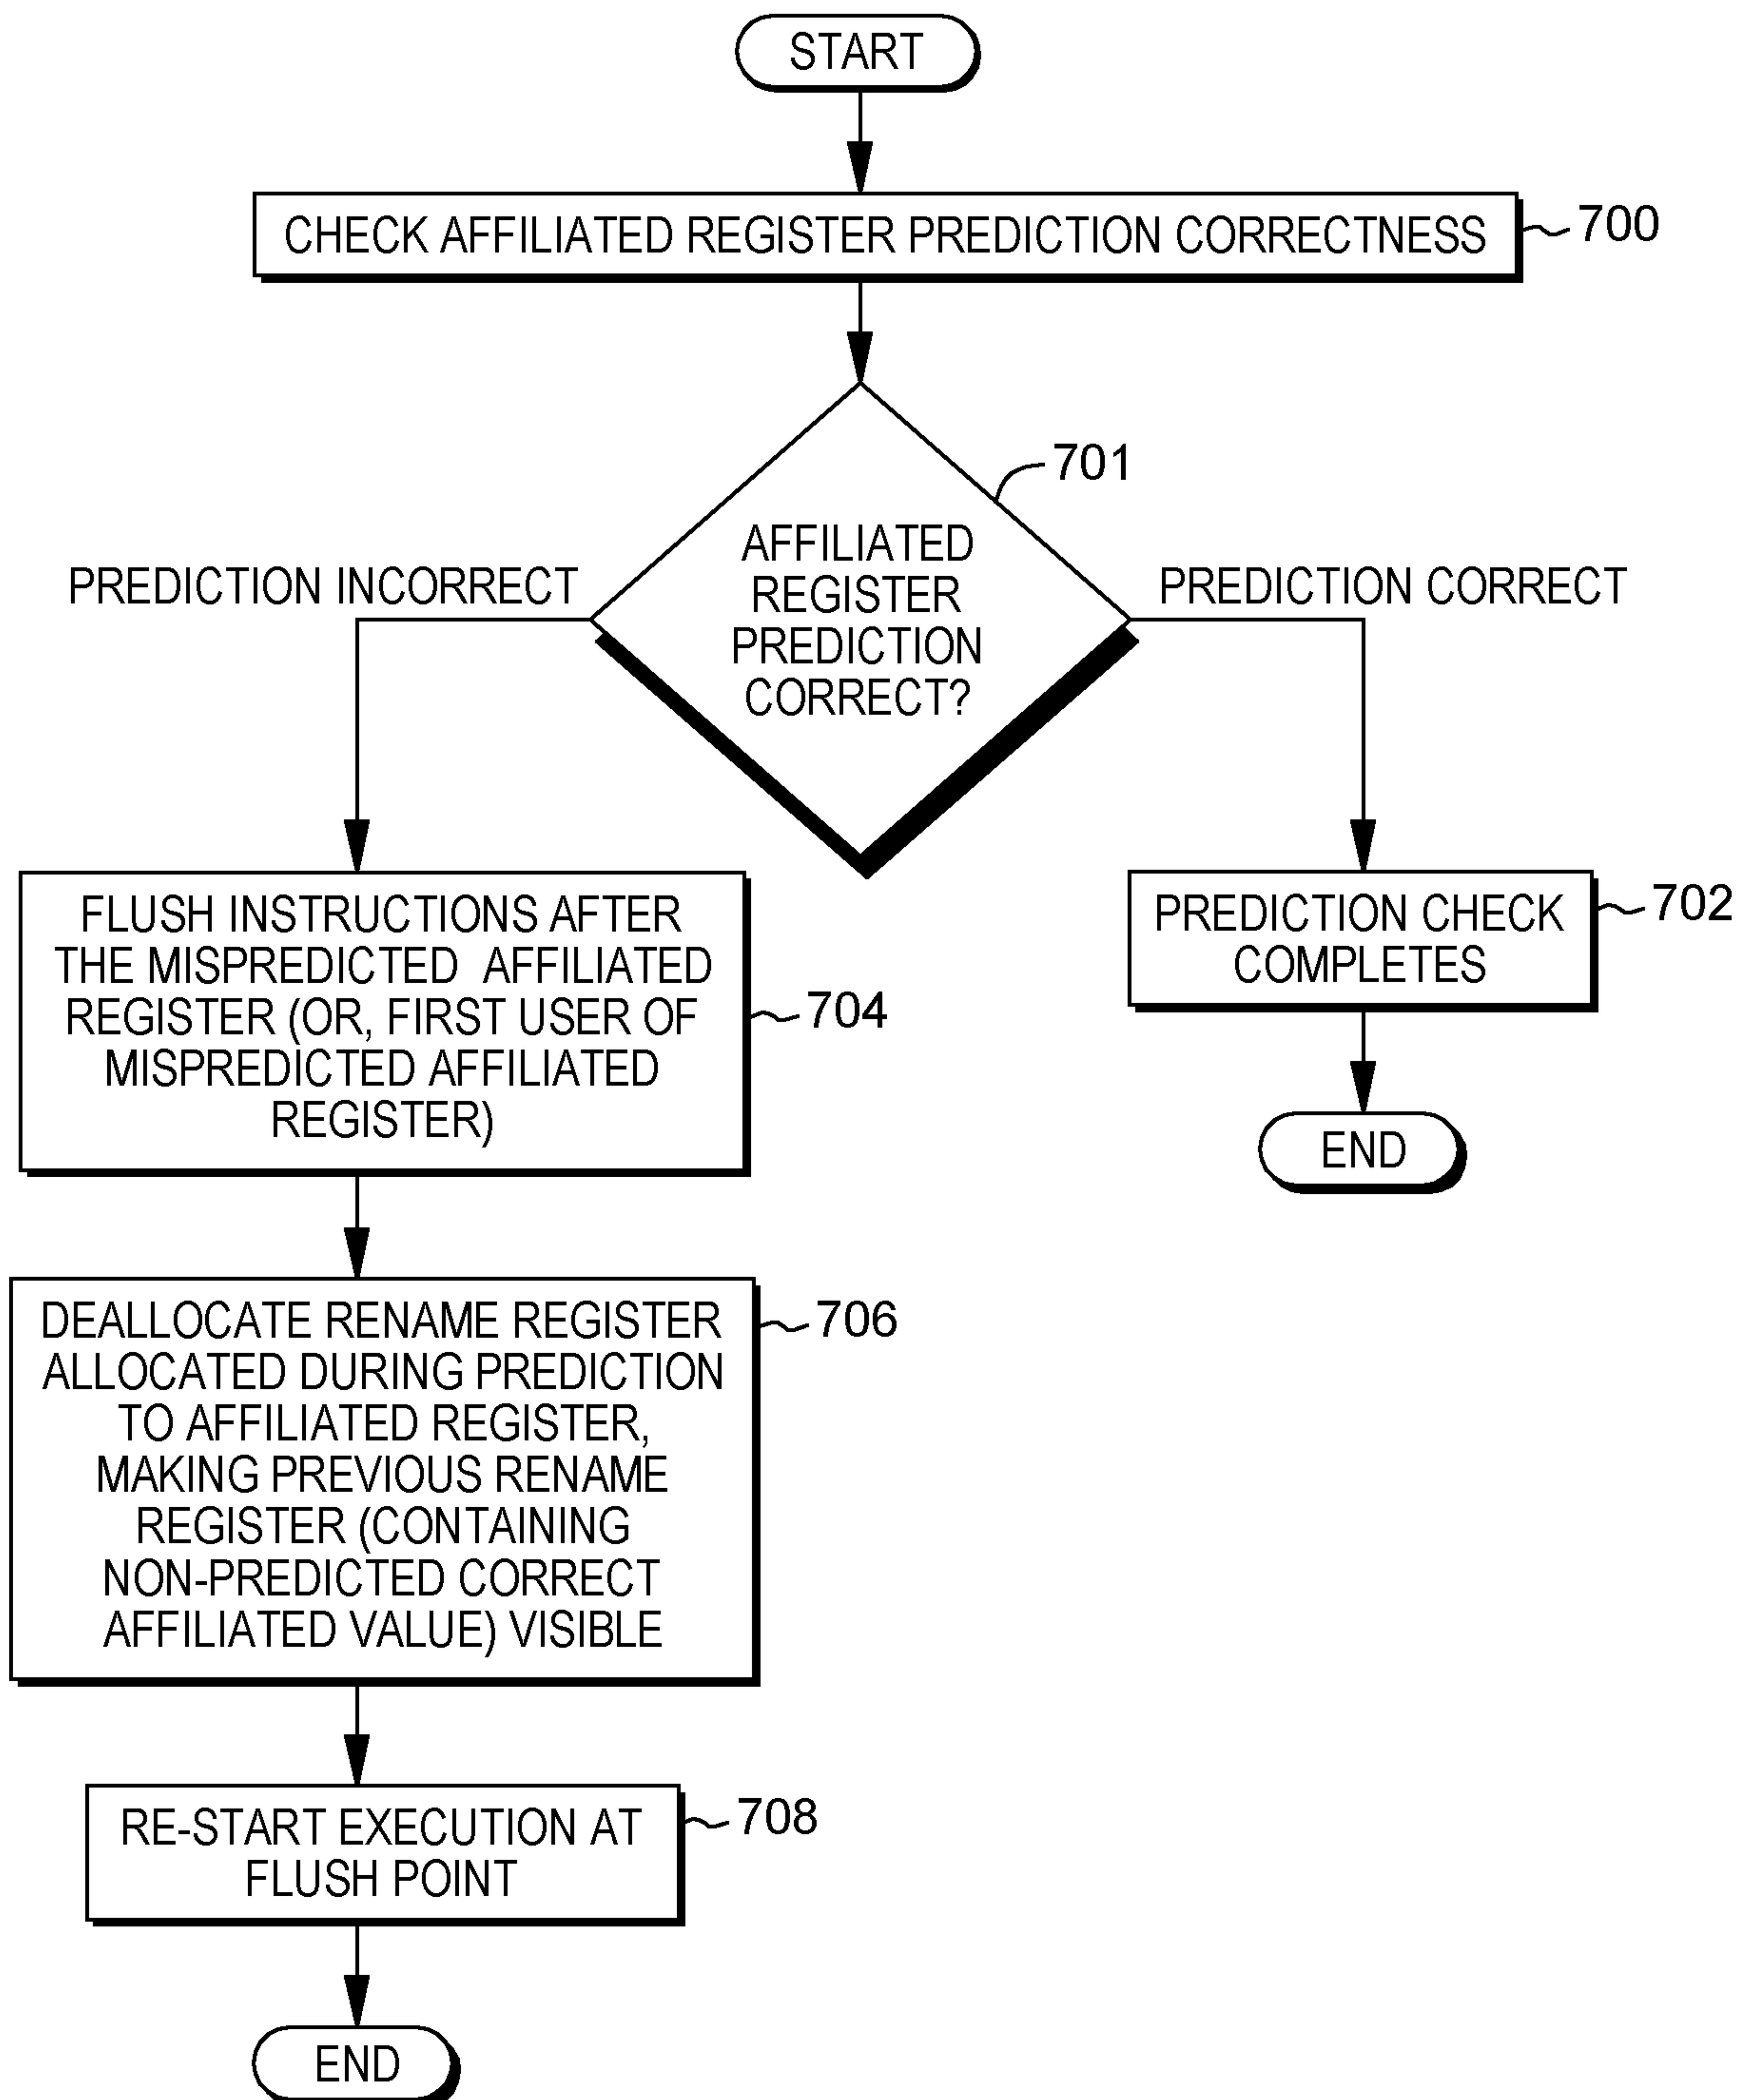 START
CHECK AFFILIATED REGISTER PREDICTION CORRECTNESS
700
701
AFFILIATED
REGISTER
PREDICTION
CORRECT?
PREDICTION INCORRECT
PREDICTION CORRECT
FLUSH INSTRUCTIONS AFTER
THE MISPREDICTED AFFILIATED
REGISTER (OR, FIRST USER OF
MISPREDICTED AFFILIATED
REGISTER)
704
PREDICTION CHECK
COMPLETES
702
END
DEALLOCATE RENAME REGISTER
ALLOCATED DURING PREDICTION
TO AFFILIATED REGISTER,
MAKING PREVIOUS RENAME
REGISTER (CONTAINING
NON-PREDICTED CORRECT
AFFILIATED VALUE) VISIBLE
706
RE-START EXECUTION AT
FLUSH POINT
708
END